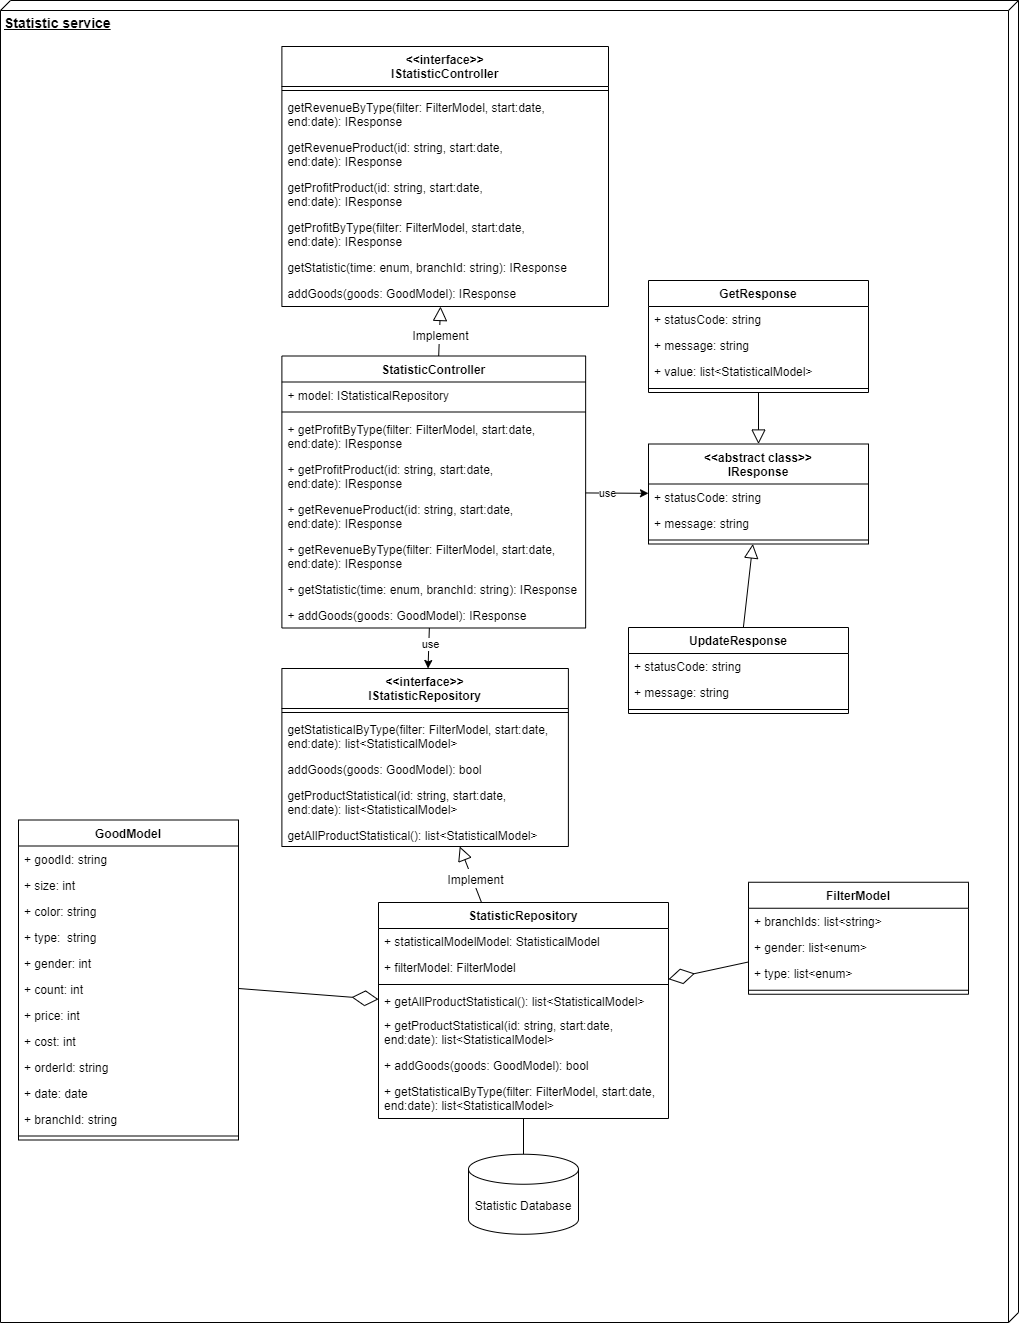 Statistic service
<<interface>>
IStatisticController
getRevenueByType(filter: FilterModel, start:date,
end:date): IResponse
getRevenueProduct(id: string, start:date,
end:date): IResponse
getProfitProduct(id: string, start:date,
end:date): IResponse
getProfitByType(filter: FilterModel, start:date,
end:date): IResponse
getStatistic(time: enum, branchId: string): IResponse
addGoods(goods: GoodModel): IResponse
Implement
StatisticController
+ model: IStatisticalRepository
+ getProfitByType(filter: FilterModel, start:date,
end:date): IResponse
+ getProfitProduct(id: string, start:date,
end:date): IResponse
+ getRevenueProduct(id: string, start:date,
end:date): IResponse
+ getRevenueByType(filter: FilterModel, start:date,
end:date): IResponse
+ getStatistic(time: enum, branchId: string): IResponse
+ addGoods(goods: GoodModel): IResponse
use
GetResponse
+ statusCode: string
+ message: string
+ value: list<StatisticalModel>
<<abstract class>>
IResponse
+ statusCode: string
+ message: string
UpdateResponse
+ statusCode: string
+ message: string
use
<<interface>>
IStatisticRepository
getStatisticalByType(filter: FilterModel, start:date,
end:date): list<StatisticalModel>
addGoods(goods: GoodModel): bool
getProductStatistical(id: string, start:date,
end:date): list<StatisticalModel>
getAllProductStatistical(): list<StatisticalModel>
Implement
GoodModel
+ goodId: string
+ size: int
+ color: string
+ type:  string
+ gender: int
+ count: int
+ price: int
+ cost: int
+ orderId: string
+ date: date
+ branchId: string
StatisticRepository
+ statisticalModelModel: StatisticalModel
+ filterModel: FilterModel
+ getAllProductStatistical(): list<StatisticalModel>
+ getProductStatistical(id: string, start:date,
end:date): list<StatisticalModel>
+ addGoods(goods: GoodModel): bool
+ getStatisticalByType(filter: FilterModel, start:date,
end:date): list<StatisticalModel>
FilterModel
+ branchIds: list<string>
+ gender: list<enum>
+ type: list<enum>
Statistic Database